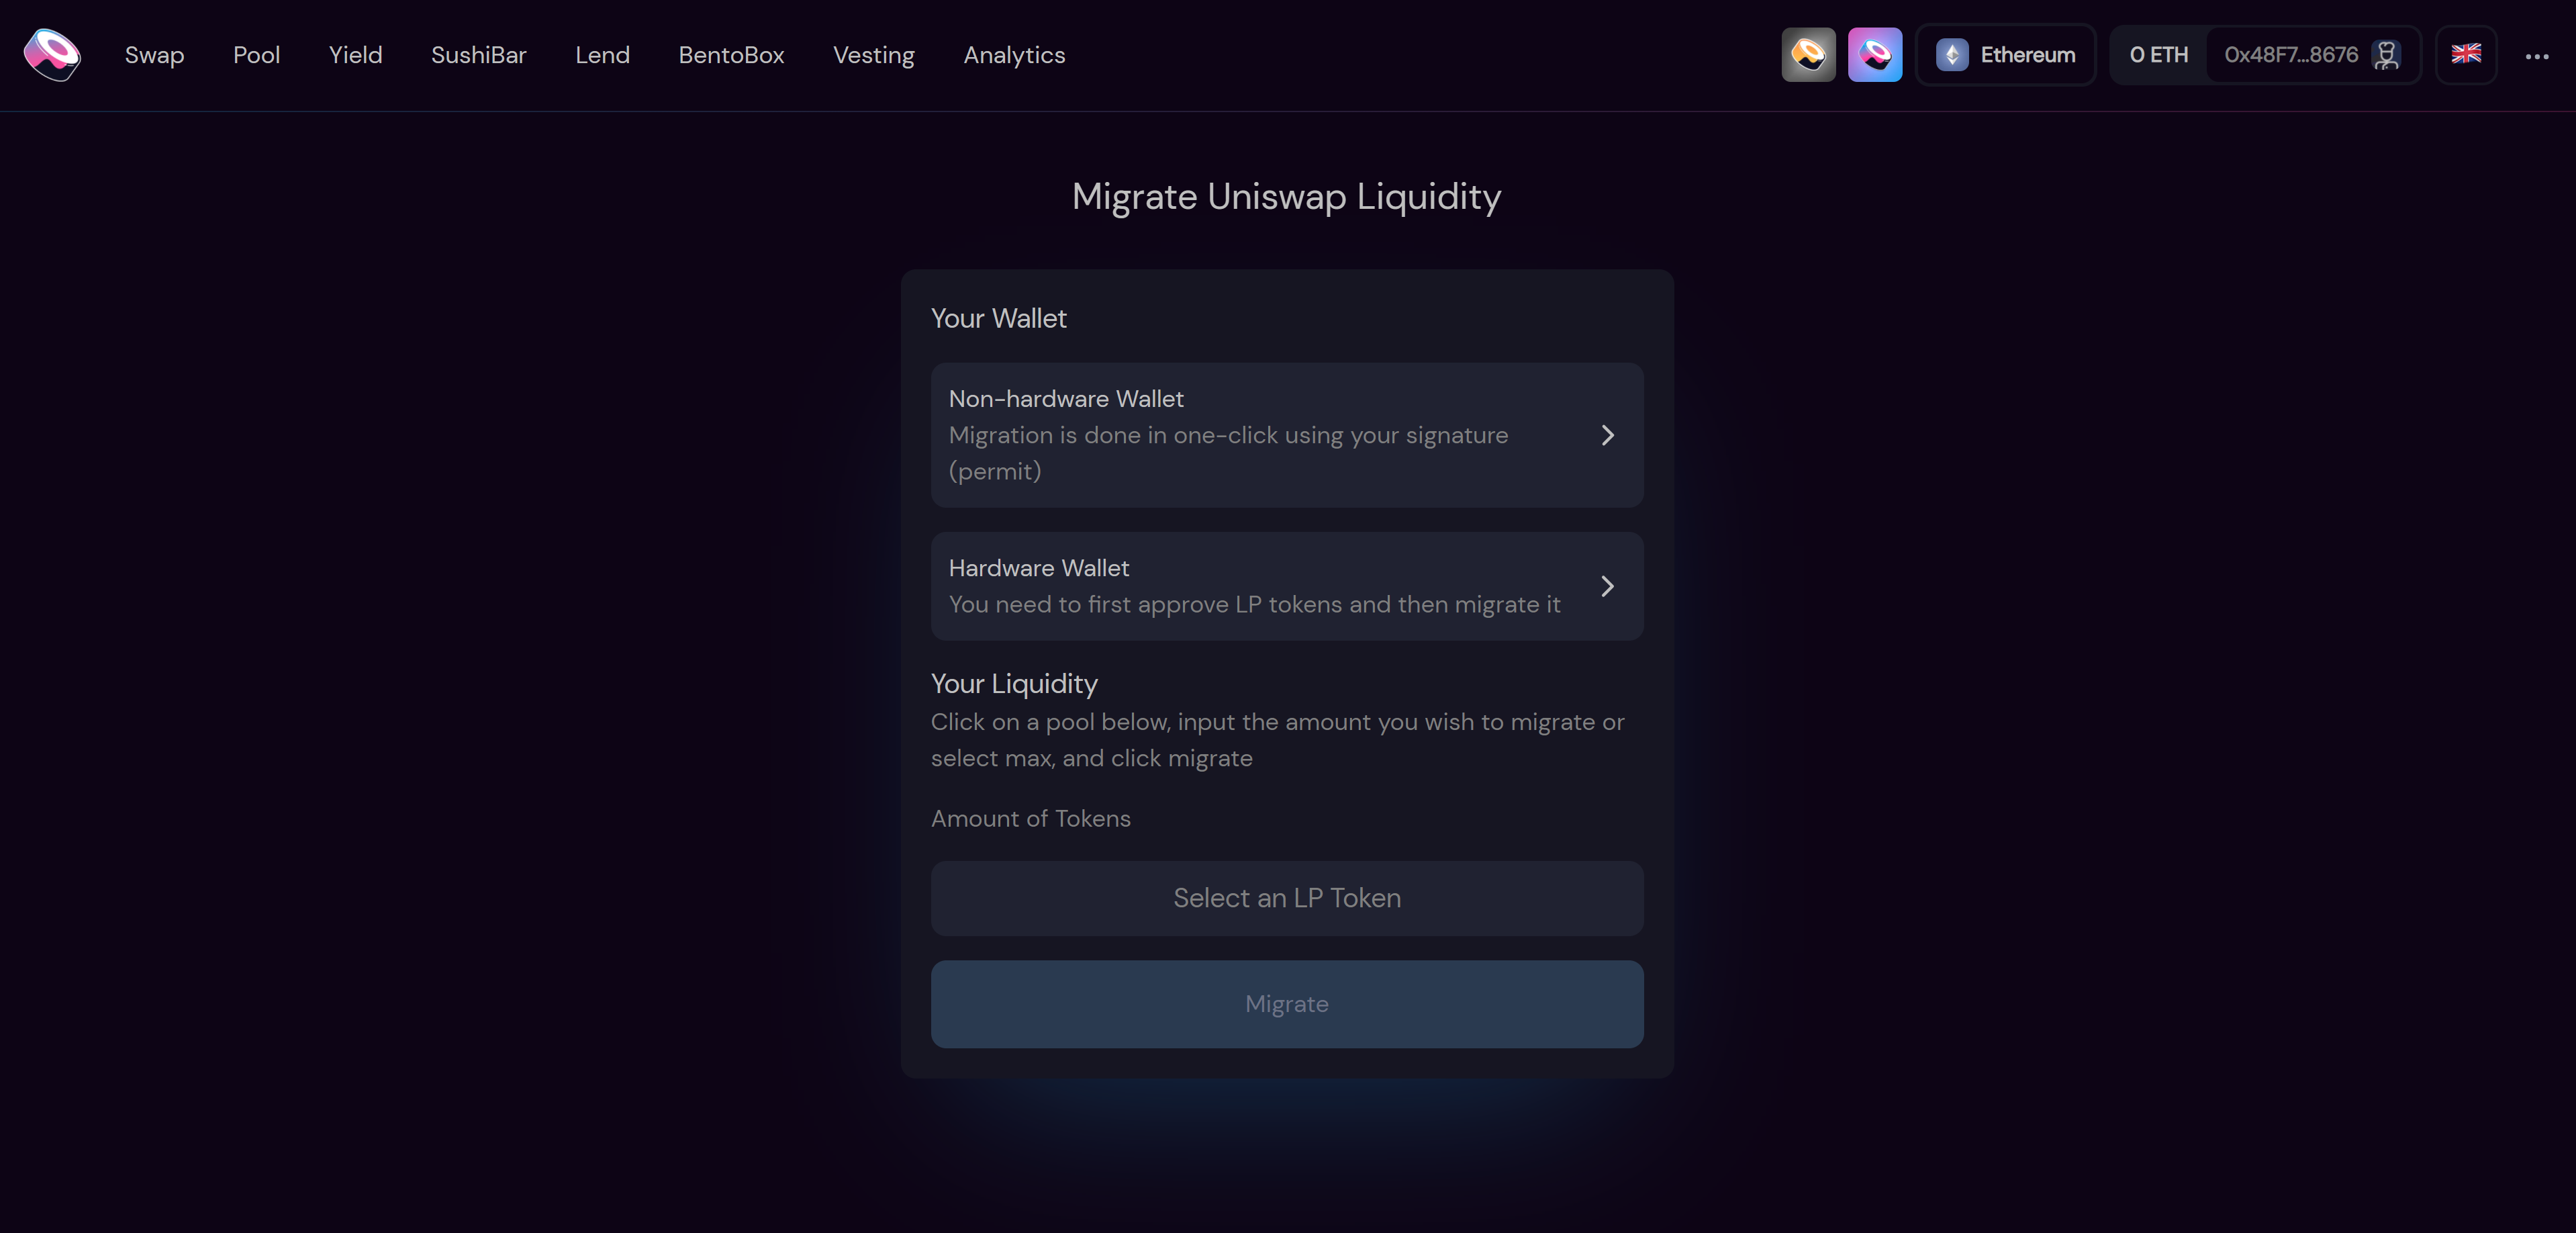 Swap Pool Yield SushiBar Lend BentoBox Vesting Analytics Ethereum 0 ETH 0x48F7...8676
Migrate Uniswap Liquidity
Your Wallet
Non-hardware Wallet
Migration is done in one-click using your signature
(permit)
Hardware Wallet
You need to first approve LP tokens and then migrate it
Your Liquidity
Click on a pool below, input the amount you wish to migrate or
select max, and click migrate
Amount of Tokens
Select an LP Token
Migrate